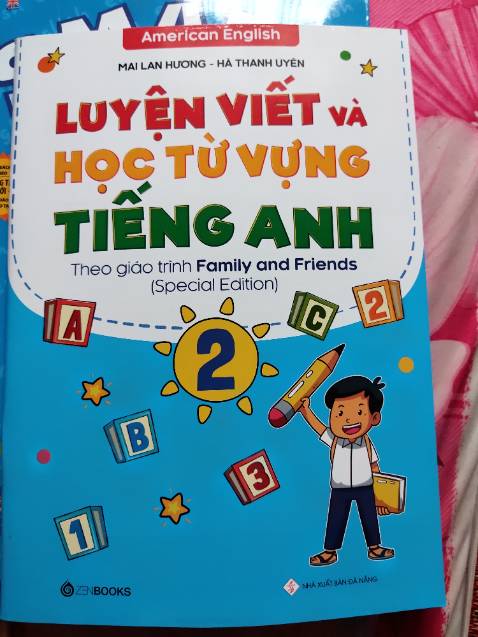 American English
MAI LAN HƯƠNG - HÀ THANH UYÊN
LUYỆN VIẾT VÀ
HỌC TỪ VỰNG
TIẾNG ANH
Theo giáo trình Family and Friends
(Special Edition)
2
A
C
2
B
3
1
ZENBOOKS
NHÀ XUẤT BẢN ĐÀ NẴNG